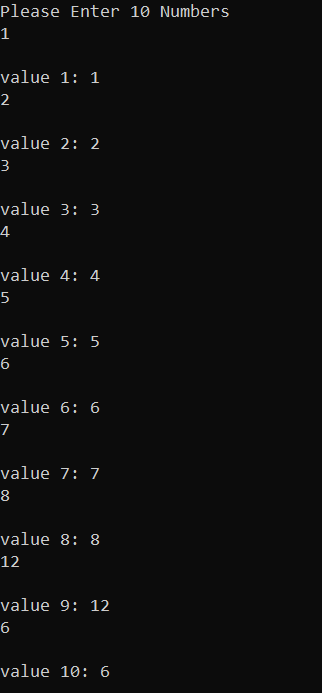 Please Enter 10 Numbers
1
value 1: 1
2
value 2: 2
3
value 3: 3
4
value 4: 4
5
value 5: 5
6
value 6: 6
7
value 7: 7
8
value 8: 8
12
value 9: 12
6
value 10: 6